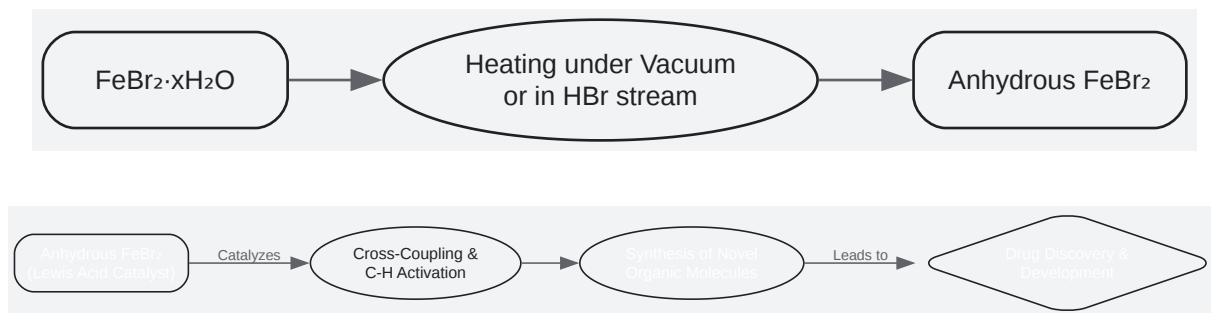 FeBr₂·xH₂O
Heating under Vacuum
or in HBr stream
Anhydrous FeBr₂
Anhydrous FeBr₂
(Lewis Acid Catalyst)
Catalyzes
Cross-Coupling &
C-H Activation
Synthesis of Novel
Organic Molecules
Leads to
Drug Discovery &
Development